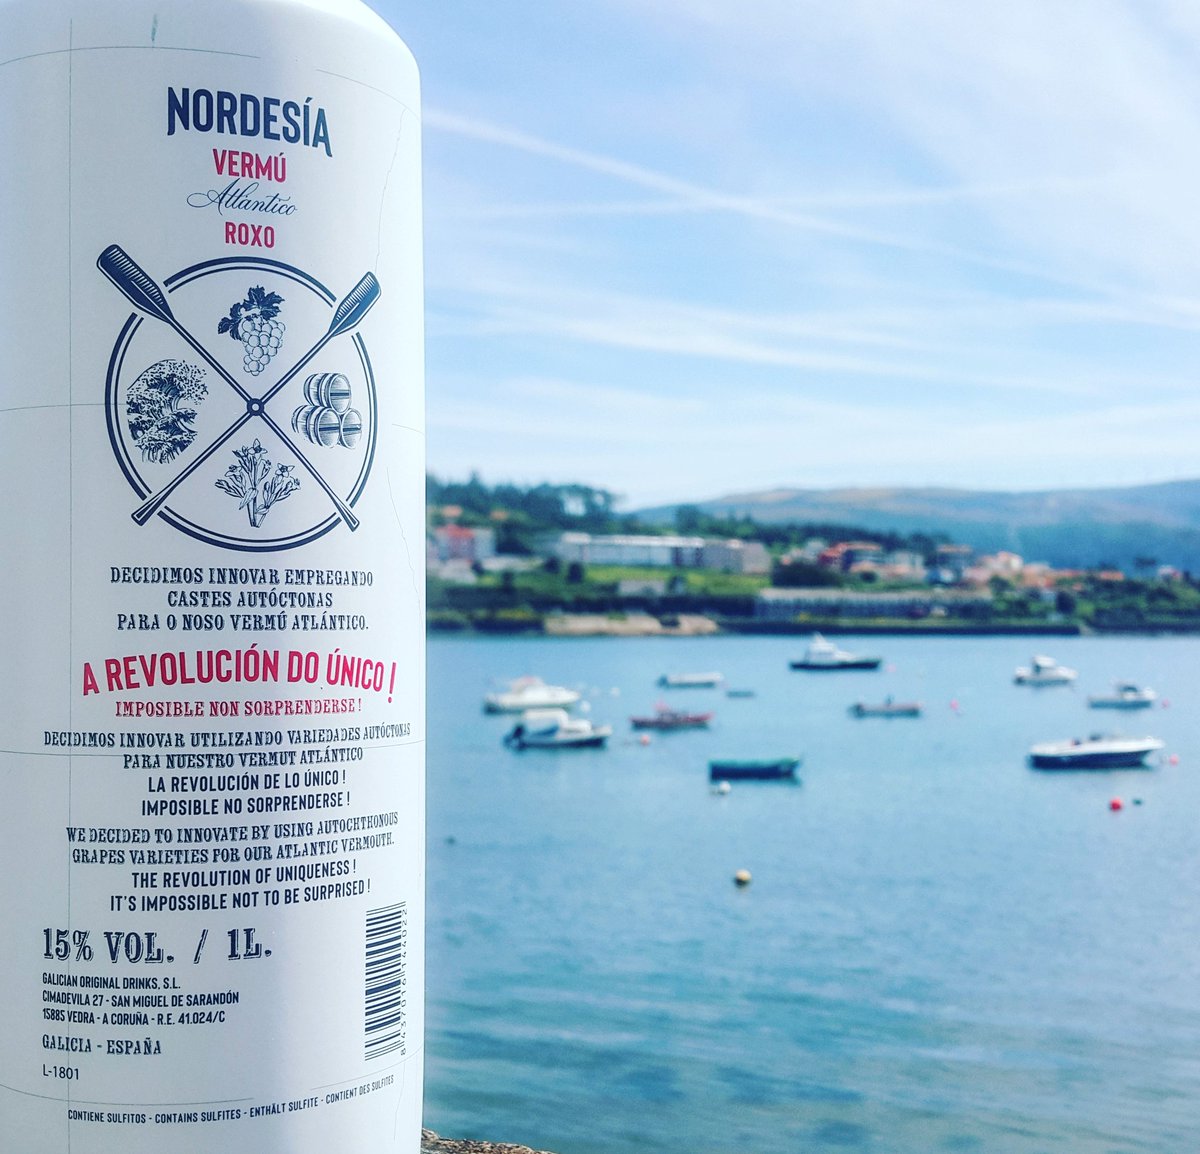 NORDESÍA
VERMÚ
Atlántico
ROXO
DECIDIMOS INNOVAR EMPREGANDO
CASTES AUTÓCTONAS
PARA O NOSO VERMÚ ATLÁNTICO.
A REVOLUCIÓN DO ÚNICO!
IMPOSIBLE NON SORPRENDERSE!
DECIDIMOS INNOVAR UTILIZANDO VARIEDADES AUTÓCTONAS
PARA NUESTRO VERMUT ATLÁNTICO
LA REVOLUCIÓN DE LO ÚNICO!
IMPOSIBLE NO SORPRENDERSE!
WE DECIDED TO INNOVATE BY USING AUTOCHTHONOUS
GRAPES VARIETIES FOR OUR ATLANTIC VERMOUTH.
THE REVOLUTION OF UNIQUENESS!
IT'S IMPOSSIBLE NOT TO BE SURPRISED!
15% VOL. / 1L.
GALICIAN ORIGINAL DRINKS, S.L.
CIMADEVILA 27 - SAN MIGUEL DE SARANDÓN
15885 VEDRA - A CORUÑA - R.E. 41.024/C
GALICIA - ESPAÑA
L-1801
8 437016 144022
CONTIENE SULFITOS - CONTAINS SULFITES - ENTHÄLT SULFITE - CONTIENT DES SULFITES